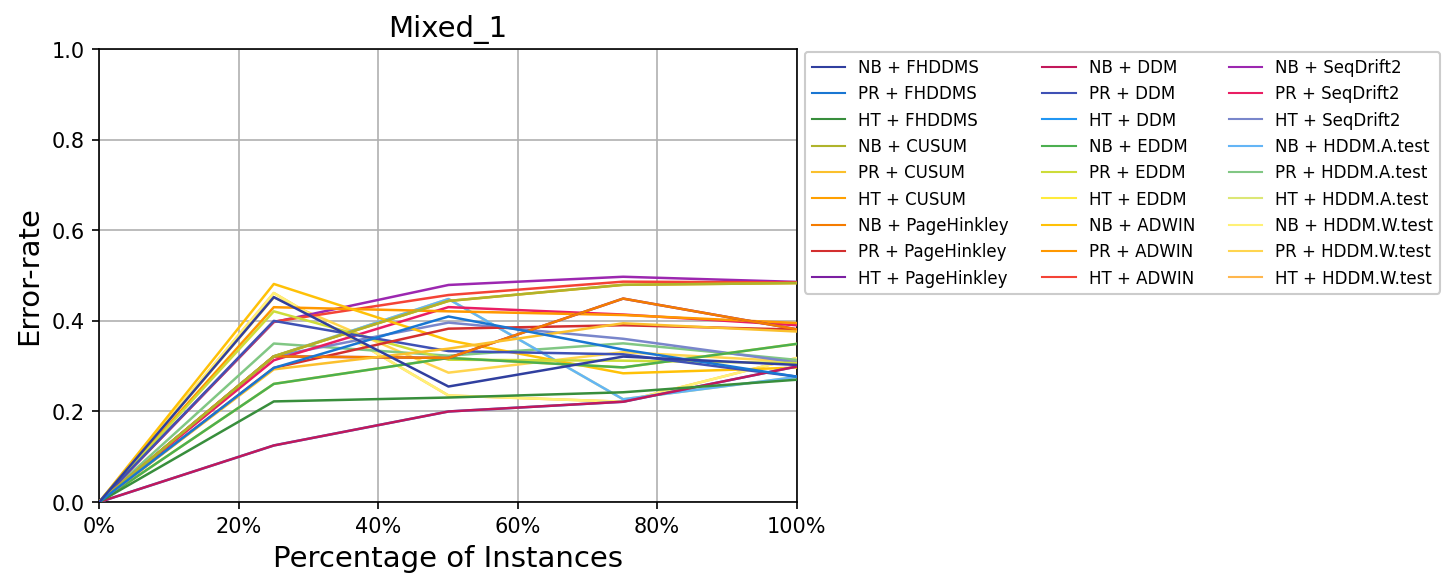 Mixed_1
Error-rate
1.0
0.8
0.6
0.4
0.2
0.0
0%
20%
40%
60%
80%
100%
Percentage of Instances
NB + FHDDMS
PR + FHDDMS
HT + FHDDMS
NB + CUSUM
PR + CUSUM
HT + CUSUM
NB + PageHinkley
PR + PageHinkley
HT + PageHinkley
NB + DDM
PR + DDM
HT + DDM
NB + EDDM
PR + EDDM
HT + EDDM
NB + ADWIN
PR + ADWIN
HT + ADWIN
NB + SeqDrift2
PR + SeqDrift2
HT + SeqDrift2
NB + HDDM.A.test
PR + HDDM.A.test
HT + HDDM.A.test
NB + HDDM.W.test
PR + HDDM.W.test
HT + HDDM.W.test